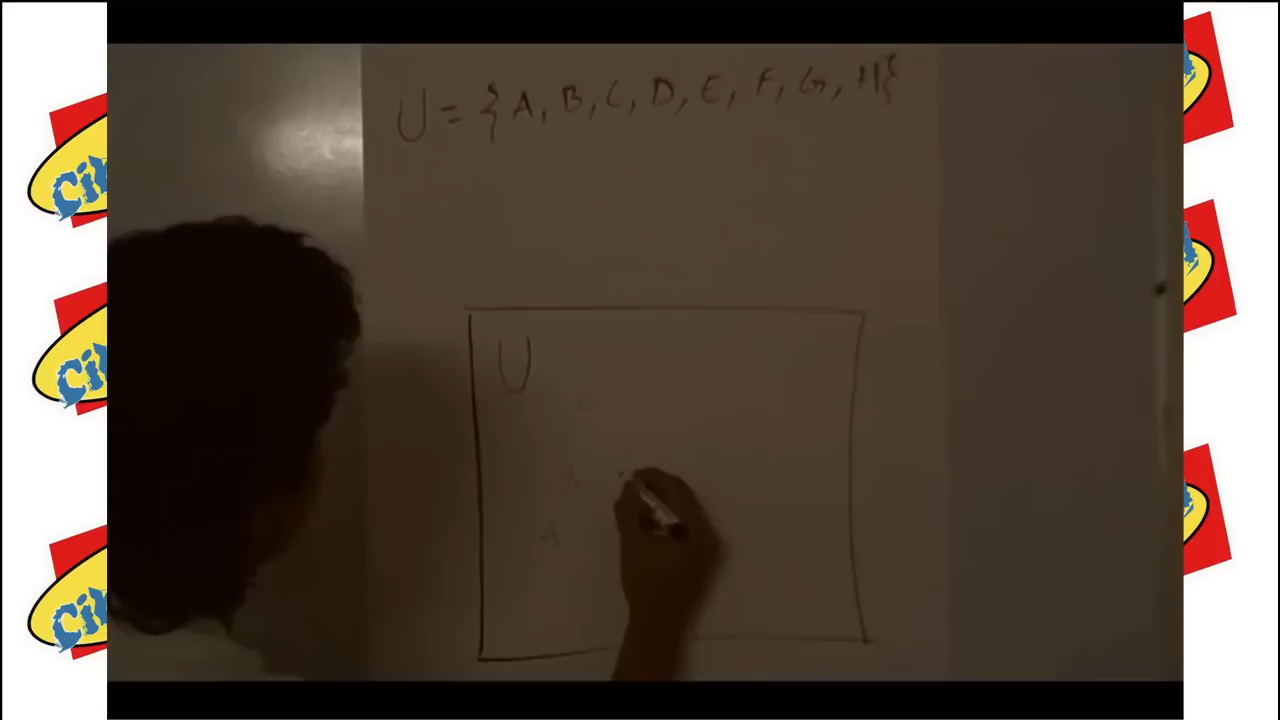 U = {A, B, C, D, E, F, G, H}
U